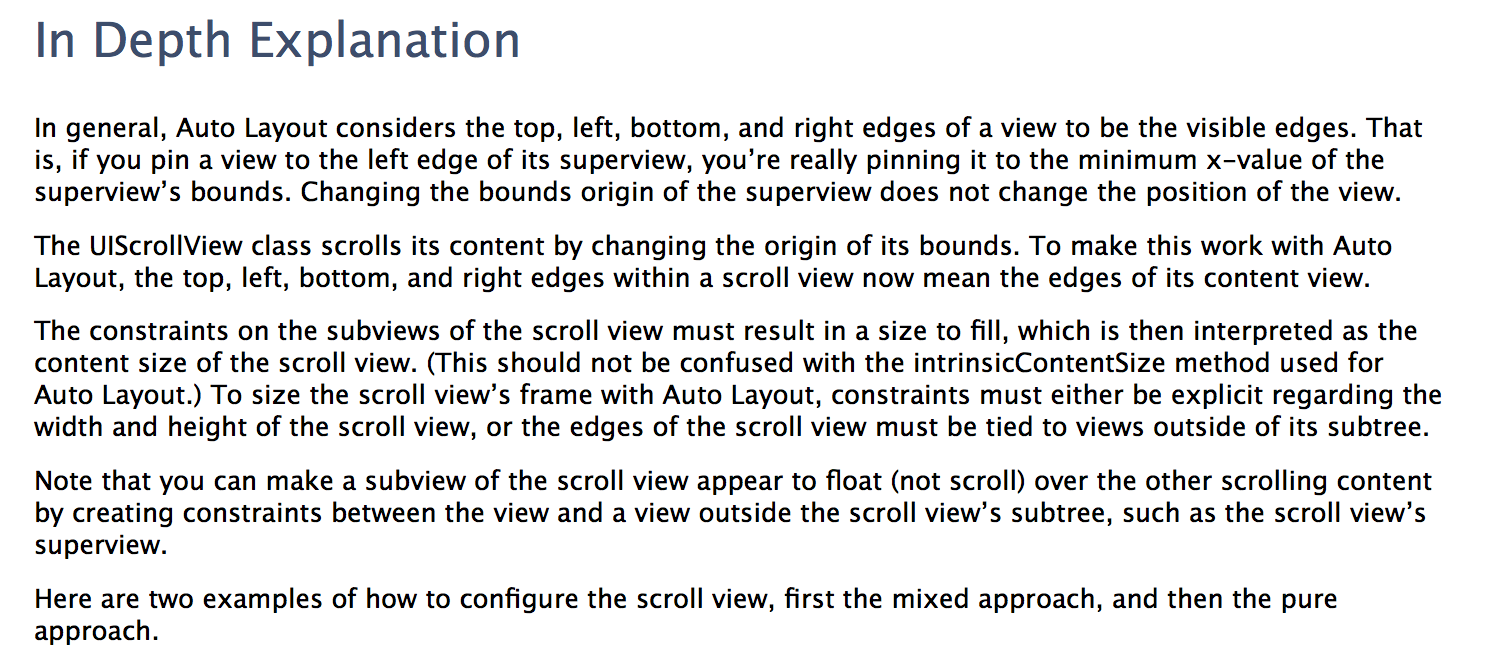 In Depth Explanation
In general, Auto Layout considers the top, left, bottom, and right edges of a view to be the visible edges. That
is, if you pin a view to the left edge of its superview, you’re really pinning it to the minimum x-value of the
superview’s bounds. Changing the bounds origin of the superview does not change the position of the view.
The UIScrollView class scrolls its content by changing the origin of its bounds. To make this work with Auto
Layout, the top, left, bottom, and right edges within a scroll view now mean the edges of its content view.
The constraints on the subviews of the scroll view must result in a size to fill, which is then interpreted as the
content size of the scroll view. (This should not be confused with the intrinsicContentSize method used for
Auto Layout.) To size the scroll view’s frame with Auto Layout, constraints must either be explicit regarding the
width and height of the scroll view, or the edges of the scroll view must be tied to views outside of its subtree.
Note that you can make a subview of the scroll view appear to float (not scroll) over the other scrolling content
by creating constraints between the view and a view outside the scroll view’s subtree, such as the scroll view’s
superview.
Here are two examples of how to configure the scroll view, first the mixed approach, and then the pure
approach.